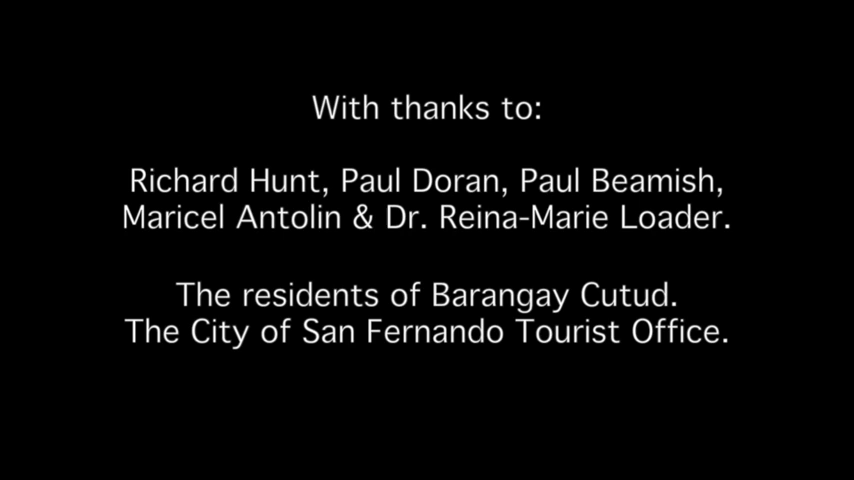 With thanks to:
Richard Hunt, Paul Doran, Paul Beamish,
Maricel Antolin & Dr. Reina-Marie Loader.
The residents of Barangay Cutud.
The City of San Fernando Tourist Office.